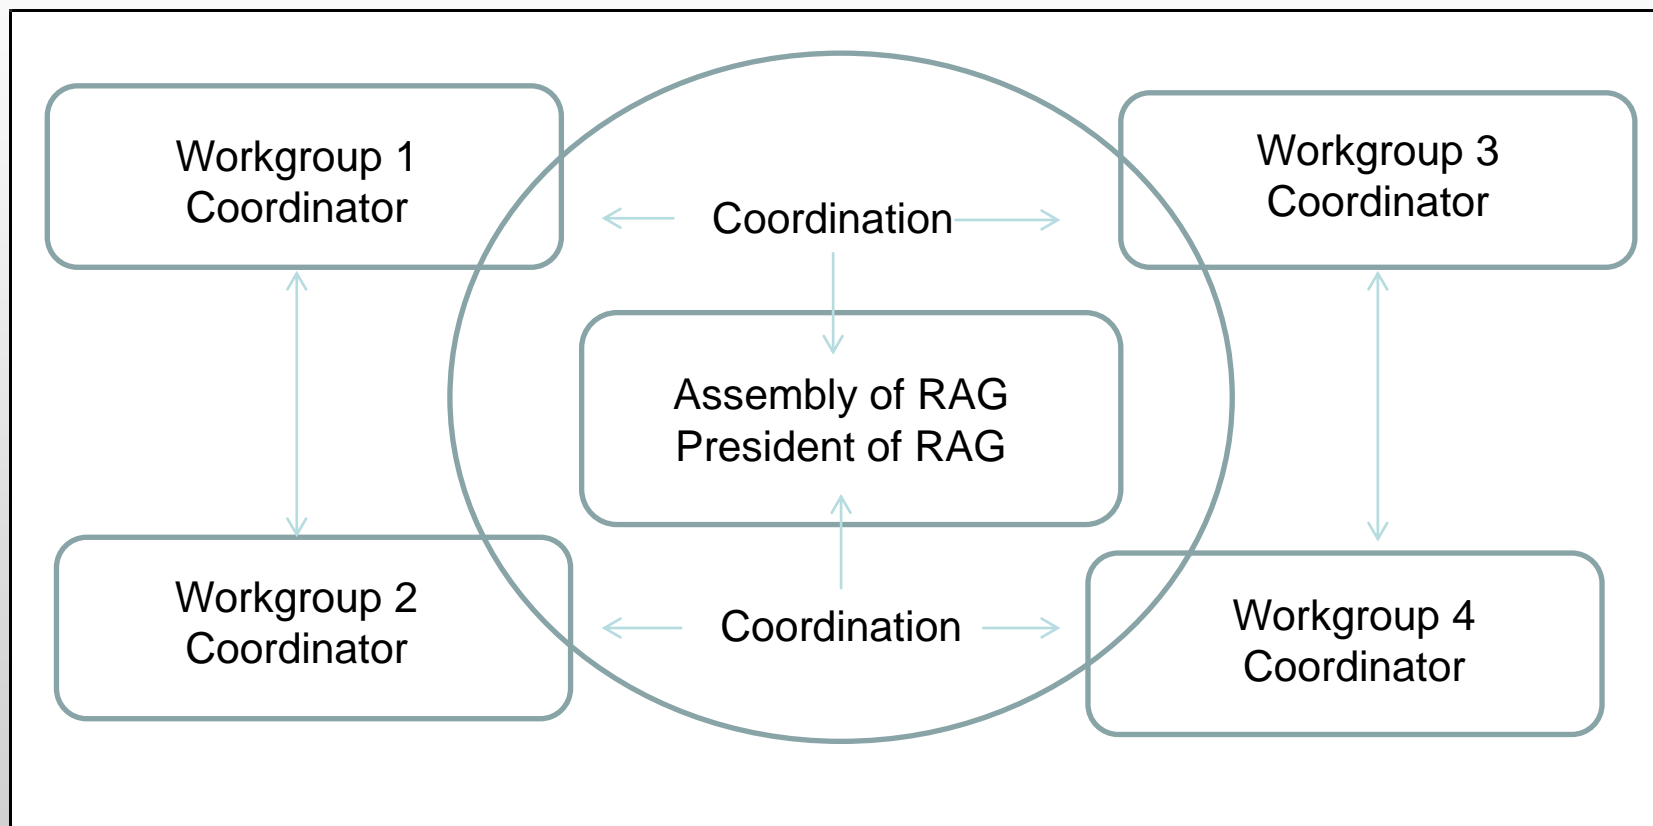 Workgroup 1
Coordinator
Workgroup 3
Coordinator
Coordination
Assembly of RAG
President of RAG
Workgroup 2
Coordinator
Coordination
Workgroup 4
Coordinator